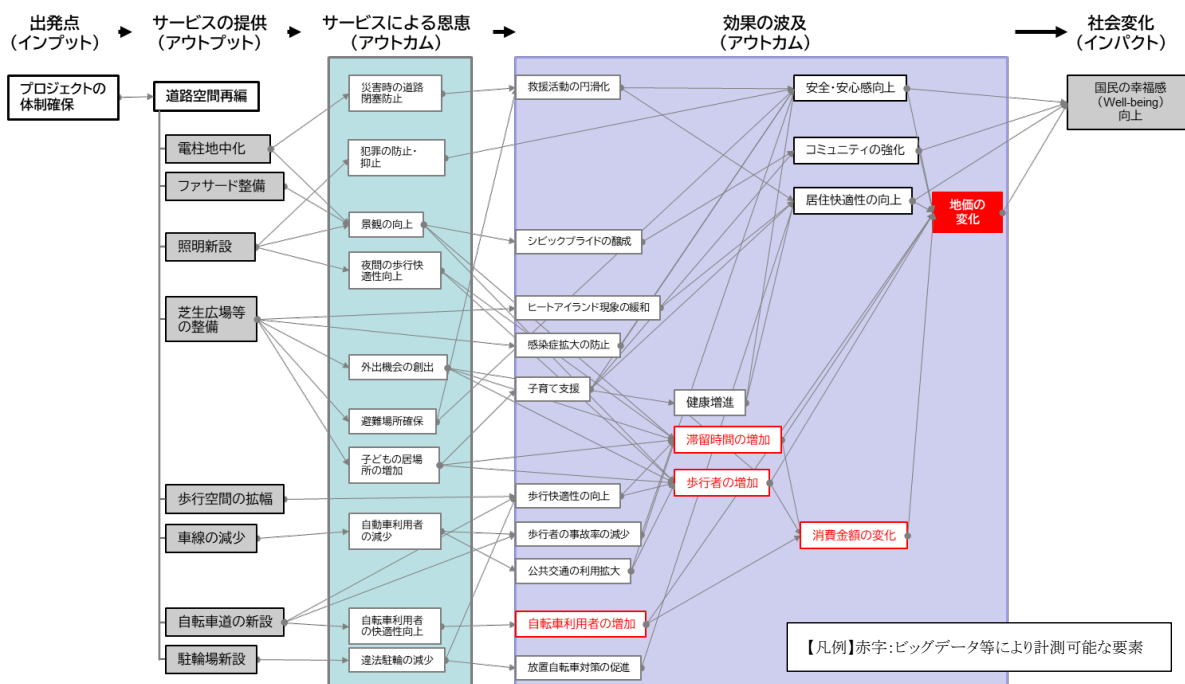 出発点
(インプット)
サービスの提供
(アウトプット)
サービスによる恩恵
(アウトカム)
効果の波及
(アウトカム)
社会変化
(インパクト)
プロジェクトの
体制確保
道路空間再編
電柱地中化
ファサード整備
照明新設
芝生広場等
の整備
歩行空間の拡幅
車線の減少
自転車道の新設
駐輪場新設
災害時の道路
閉塞防止
犯罪の防止・
抑止
景観の向上
夜間の歩行快
適性向上
外出機会の創出
避難場所確保
子どもの居場
所の増加
自動車利用者
の減少
自転車利用者
の快適性向上
違法駐輪の減少
救援活動の円滑化
シビックプライドの醸成
ヒートアイランド現象の緩和
感染症拡大の防止
子育て支援
歩行快適性の向上
歩行者の事故率の減少
公共交通の利用拡大
自転車利用者の増加
放置自転車対策の促進
健康増進
滞留時間の増加
歩行者の増加
安全・安心感向上
コミュニティの強化
居住快適性の向上
消費金額の変化
地価の
変化
国民の幸福感
(Well-being)
向上
【凡例】赤字:ビッグデータ等により計測可能な要素